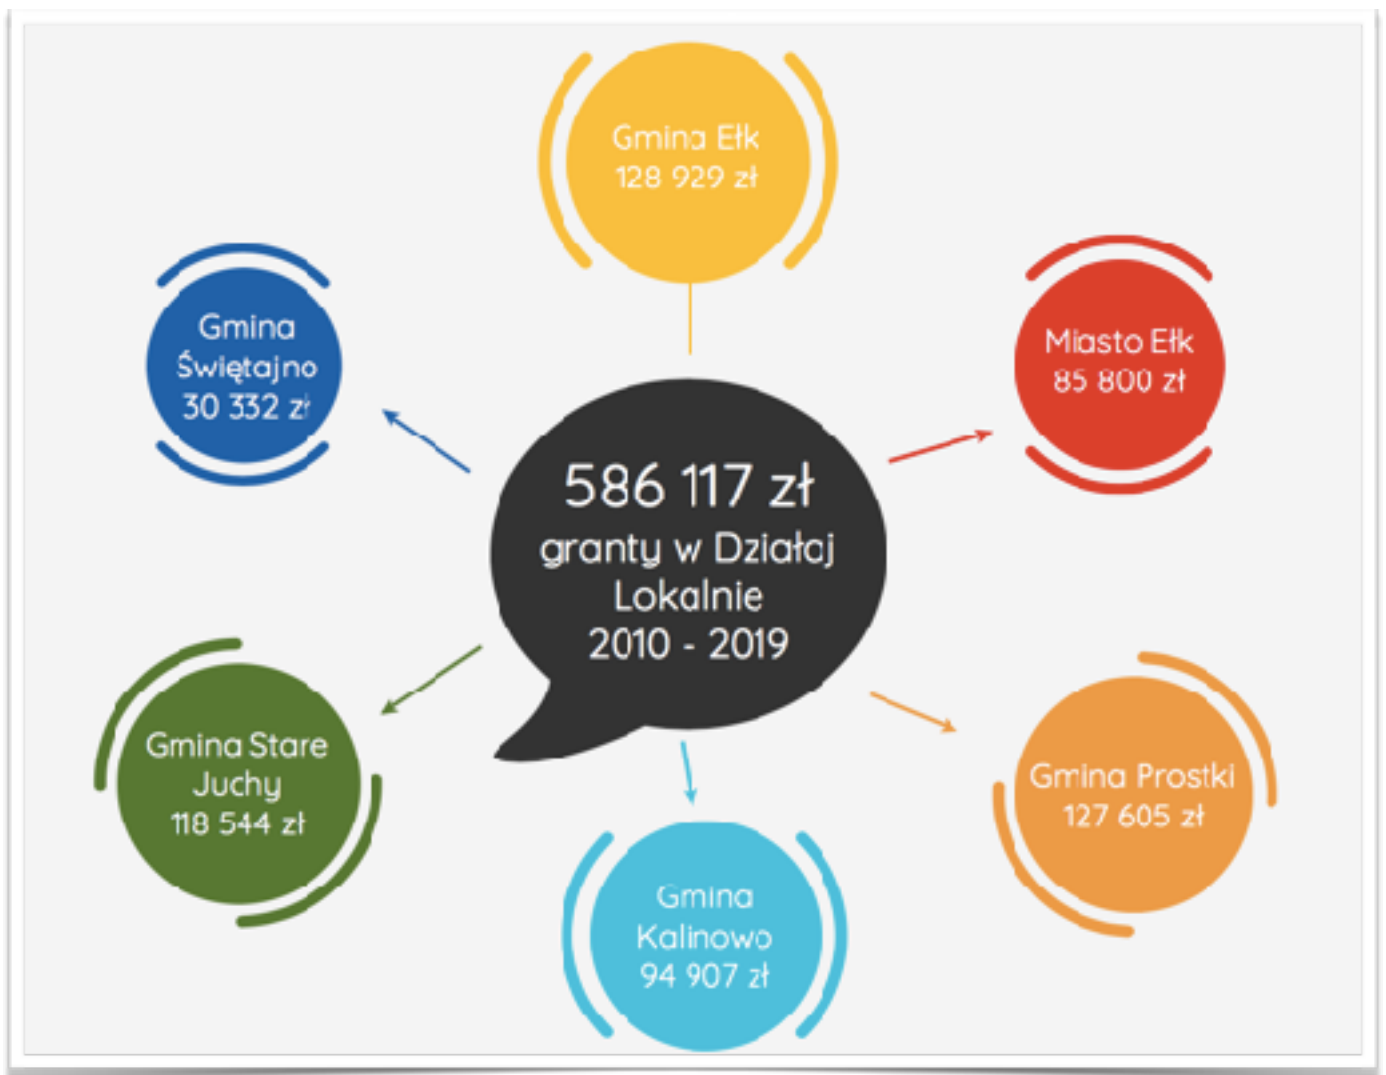 Gmina Ełk
128 929 zł
Gmina
Świętajno
30 332 zł
Miasto Ełk
85 800 zł
586 117 zł
granty w Działaj
Lokalnie
2010 - 2019
Gmina Stare
Juchy
118 544 zł
Gmina Prostki
127 605 zł
Gmina
Kalinowo
94 907 zł